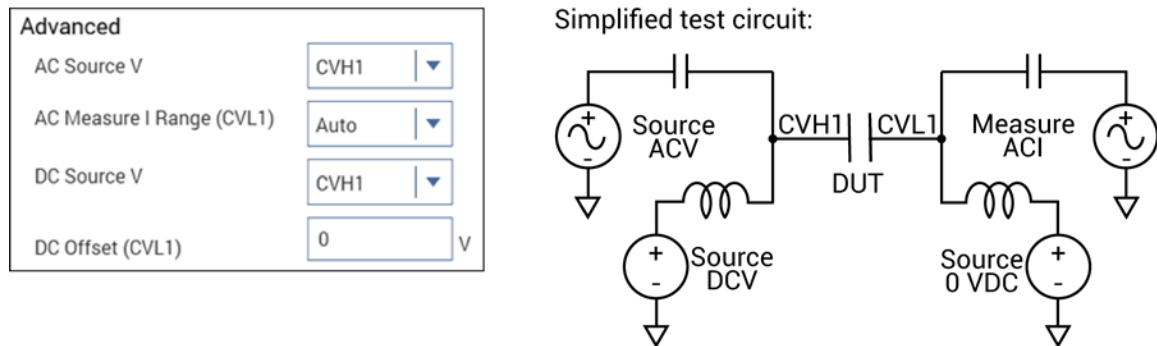 Advanced
AC Source V
CVH1
AC Measure I Range (CVL1)
Auto
DC Source V
CVH1
DC Offset (CVL1)
0
V
Simplified test circuit:
+
-
Source
ACV
CVH1
CVL1
DUT
Measure
ACI
+
-
+
-
Source
DCV
Source
0 VDC
+
-